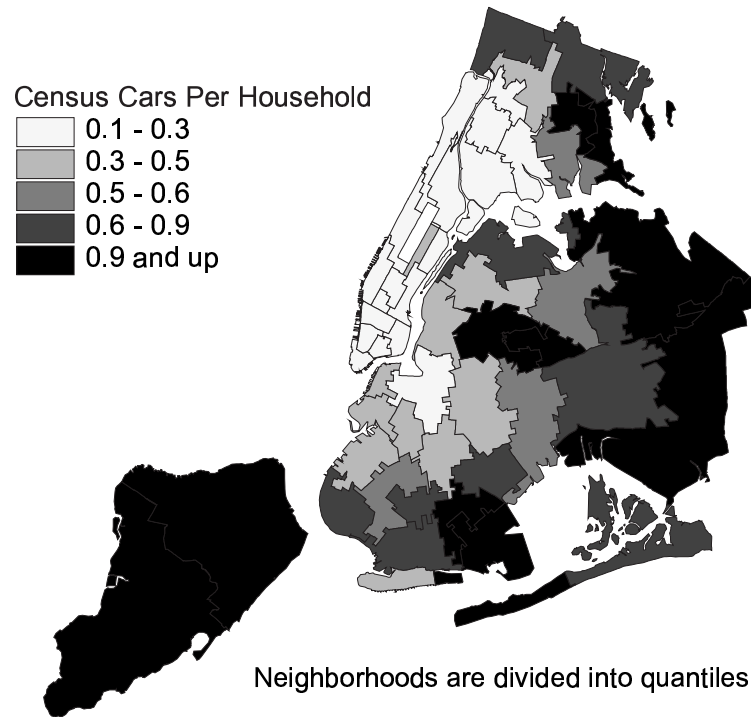 Census Cars Per Household
0.1 - 0.3
0.3 - 0.5
0.5 - 0.6
0.6 - 0.9
0.9 and up
Neighborhoods are divided into quantiles